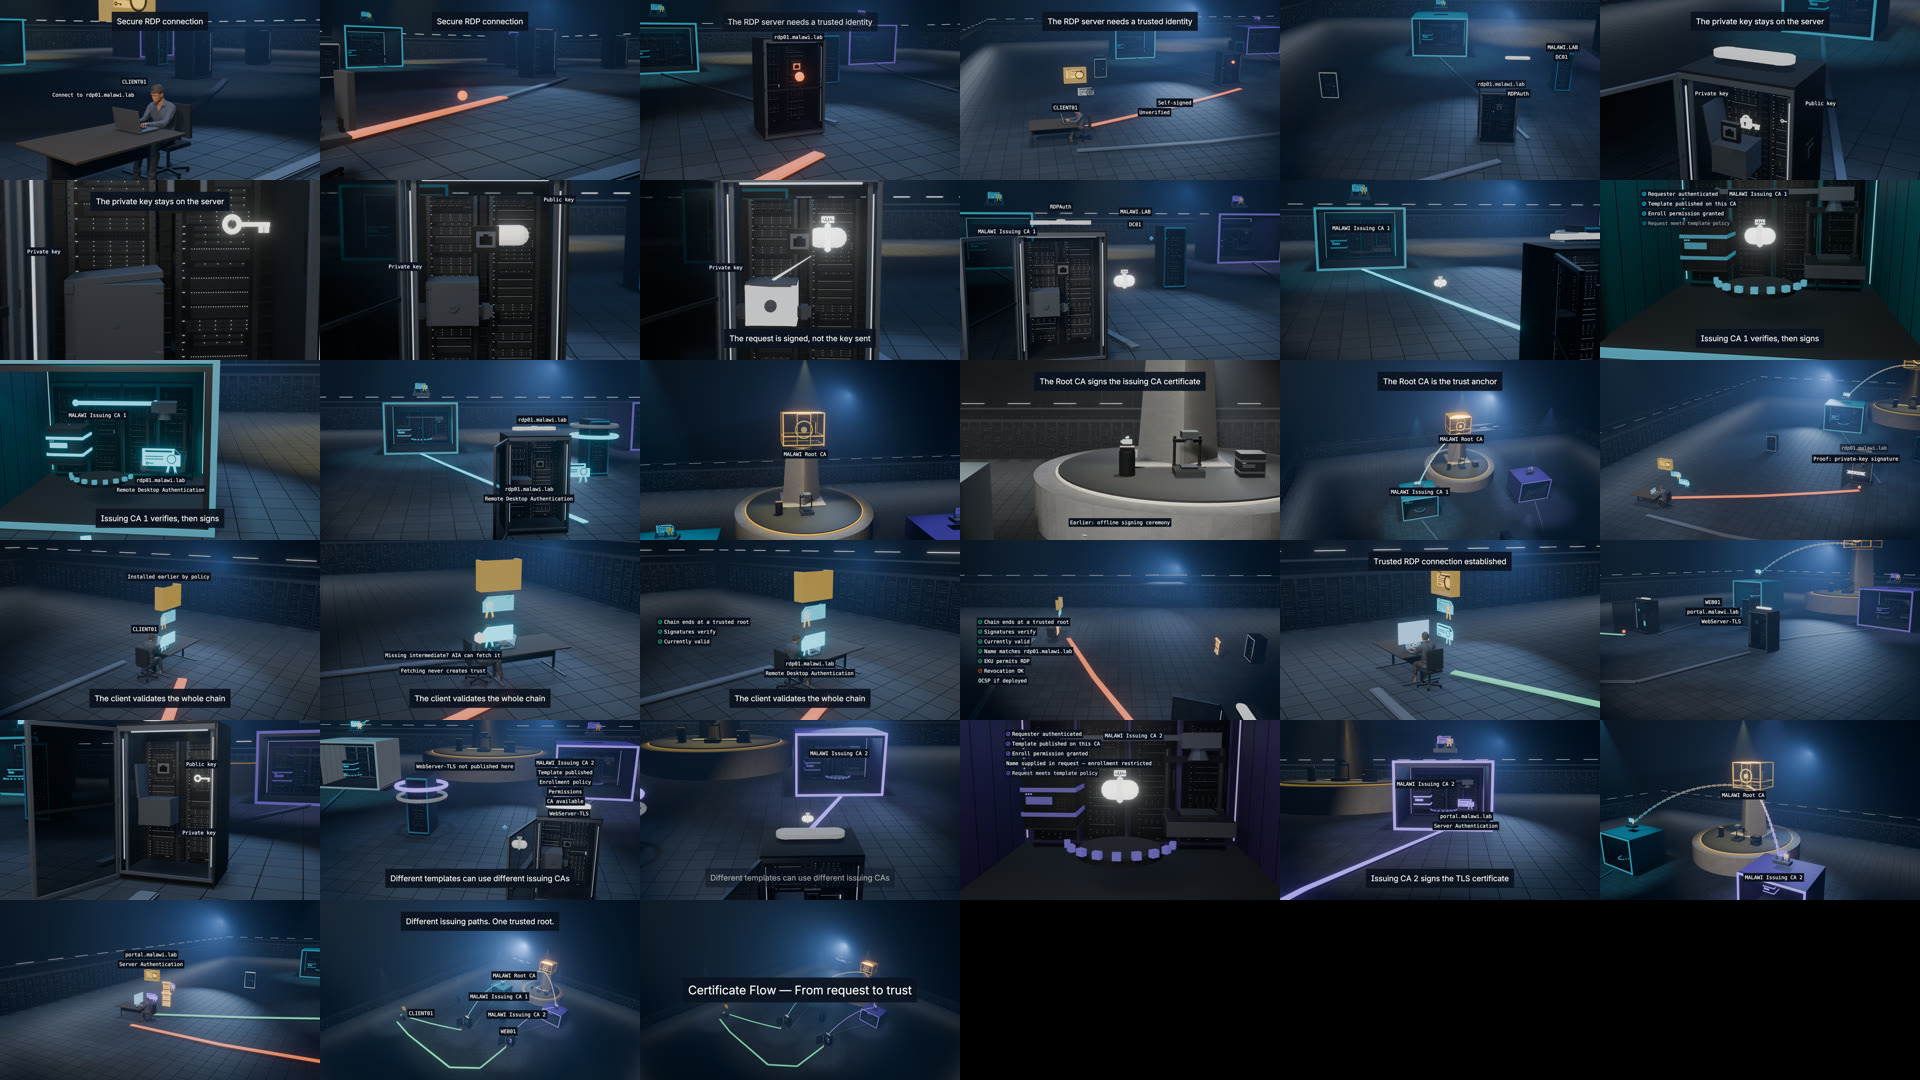 Secure RDP connection
CLIENT01
Connect to rdp01.malawi.lab
Secure RDP connection
The RDP server needs a trusted identity
rdp01.malawi.lab
The RDP server needs a trusted identity
CLIENT01
Self-signed
Unverified
MALAWI.LAB
DC01
rdp01.malawi.lab
RDPAuth
The private key stays on the server
Private key
Public key
The private key stays on the server
Private key
Public key
Private key
Private key
The request is signed, not the key sent
RDPAuth
MALAWI.LAB
DC01
MALAWI Issuing CA 1
MALAWI Issuing CA 1
Requester authenticated
MALAWI Issuing CA 1
Template published on this CA
Enroll permission granted
Request meets template policy
Issuing CA 1 verifies, then signs
MALAWI Issuing CA 1
rdp01.malawi.lab
Remote Desktop Authentication
Issuing CA 1 verifies, then signs
rdp01.malawi.lab
rdp01.malawi.lab
Remote Desktop Authentication
MALAWI Root CA
The Root CA signs the issuing CA certificate
Earlier: offline signing ceremony
The Root CA is the trust anchor
MALAWI Root CA
MALAWI Issuing CA 1
rdp01.malawi.lab
Proof: private-key signature
Installed earlier by policy
CLIENT01
The client validates the whole chain
Missing intermediate? AIA can fetch it
Fetching never creates trust
The client validates the whole chain
Chain ends at a trusted root
Signatures verify
Currently valid
rdp01.malawi.lab
Remote Desktop Authentication
The client validates the whole chain
Chain ends at a trusted root
Signatures verify
Currently valid
Name matches rdp01.malawi.lab
EKU permits RDP
Revocation OK
OCSP if deployed
Trusted RDP connection established
WEB01
portal.malawi.lab
WebServer-TLS
Public key
Private key
WebServer-TLS not published here
MALAWI Issuing CA 2
Template published
Enrollment policy
Permissions
CA available
WebServer-TLS
Different templates can use different issuing CAs
MALAWI Issuing CA 2
Different templates can use different issuing CAs
Requester authenticated
MALAWI Issuing CA 2
Template published on this CA
Enroll permission granted
Name supplied in request — enrollment restricted
Request meets template policy
MALAWI Issuing CA 2
portal.malawi.lab
Server Authentication
Issuing CA 2 signs the TLS certificate
MALAWI Root CA
MALAWI Issuing CA 2
portal.malawi.lab
Server Authentication
Different issuing paths. One trusted root.
MALAWI Root CA
MALAWI Issuing CA 1
CLIENT01
MALAWI Issuing CA 2
WEB01
Certificate Flow — From request to trust